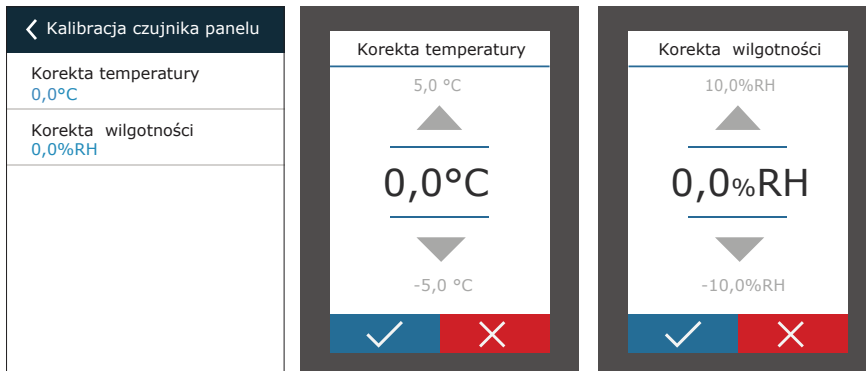 Kalibracja czujnika panelu
Korekta temperatury
0,0°C
Korekta wilgotności
0,0%RH
Korekta temperatury
5,0 °C
0,0°C
-5,0 °C
Korekta wilgotności
10,0%RH
0,0%RH
-10,0%RH